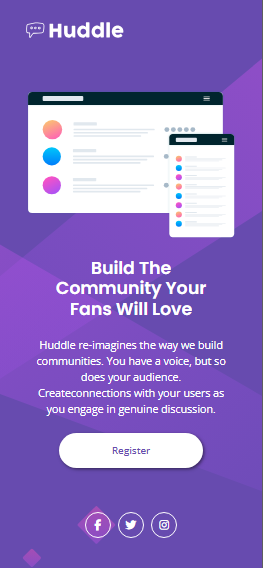 Huddle
Build The
Community Your
Fans Will Love
Huddle re-imagines the way we build
communities. You have a voice, but so
does your audience.
Createconnections with your users as
you engage in genuine discussion.
Register